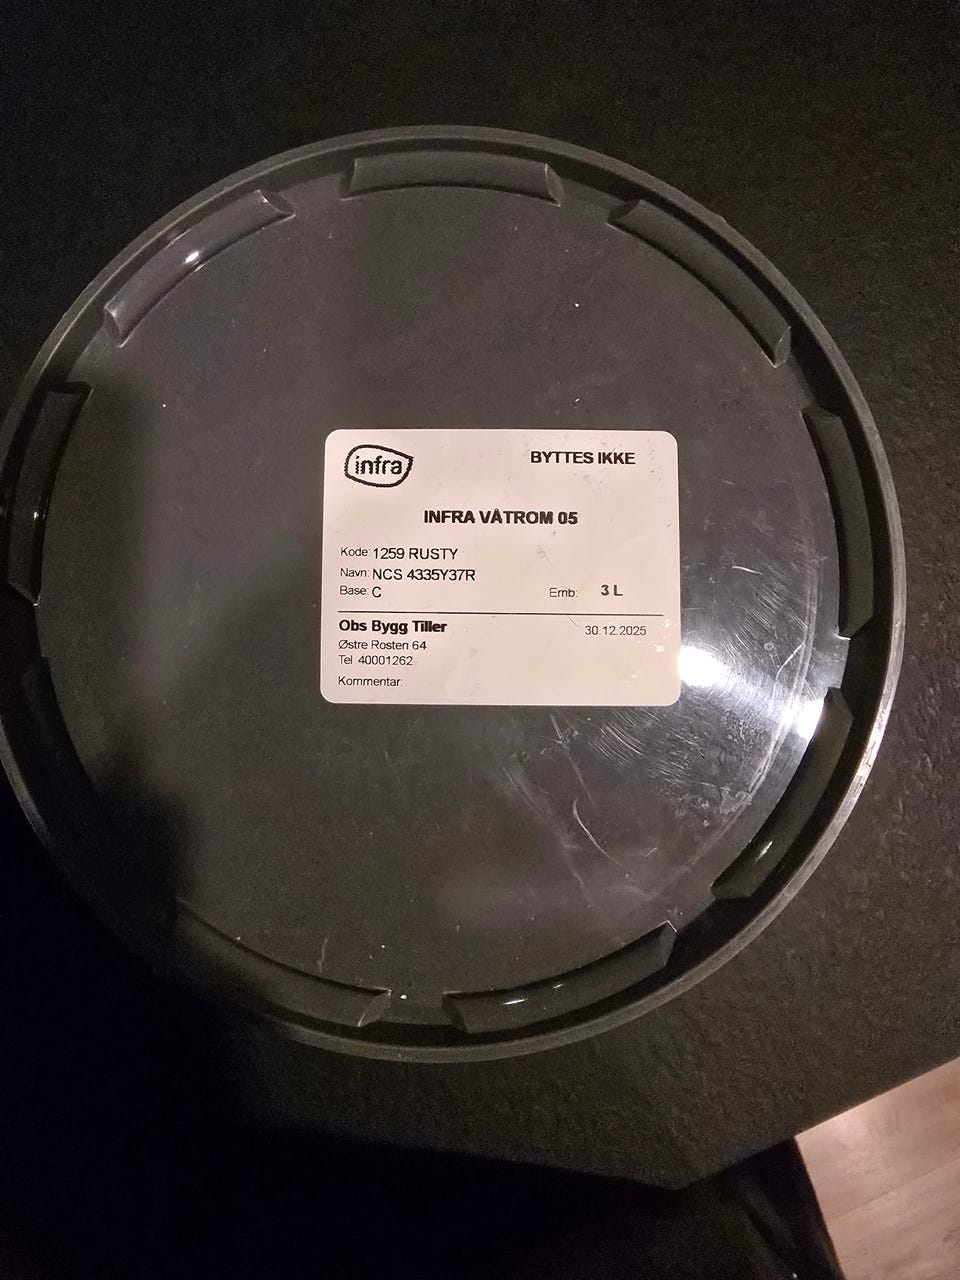 infra
BYTTES IKKE
INFRA VÅTROM 05
Kode: 1259 RUSTY
Navn: NCS 4335Y37R
Base: C Emb: 3 L
Obs Bygg Tiller 30.12.2025
Østre Rosten 64
Tel 40001262
Kommentar: